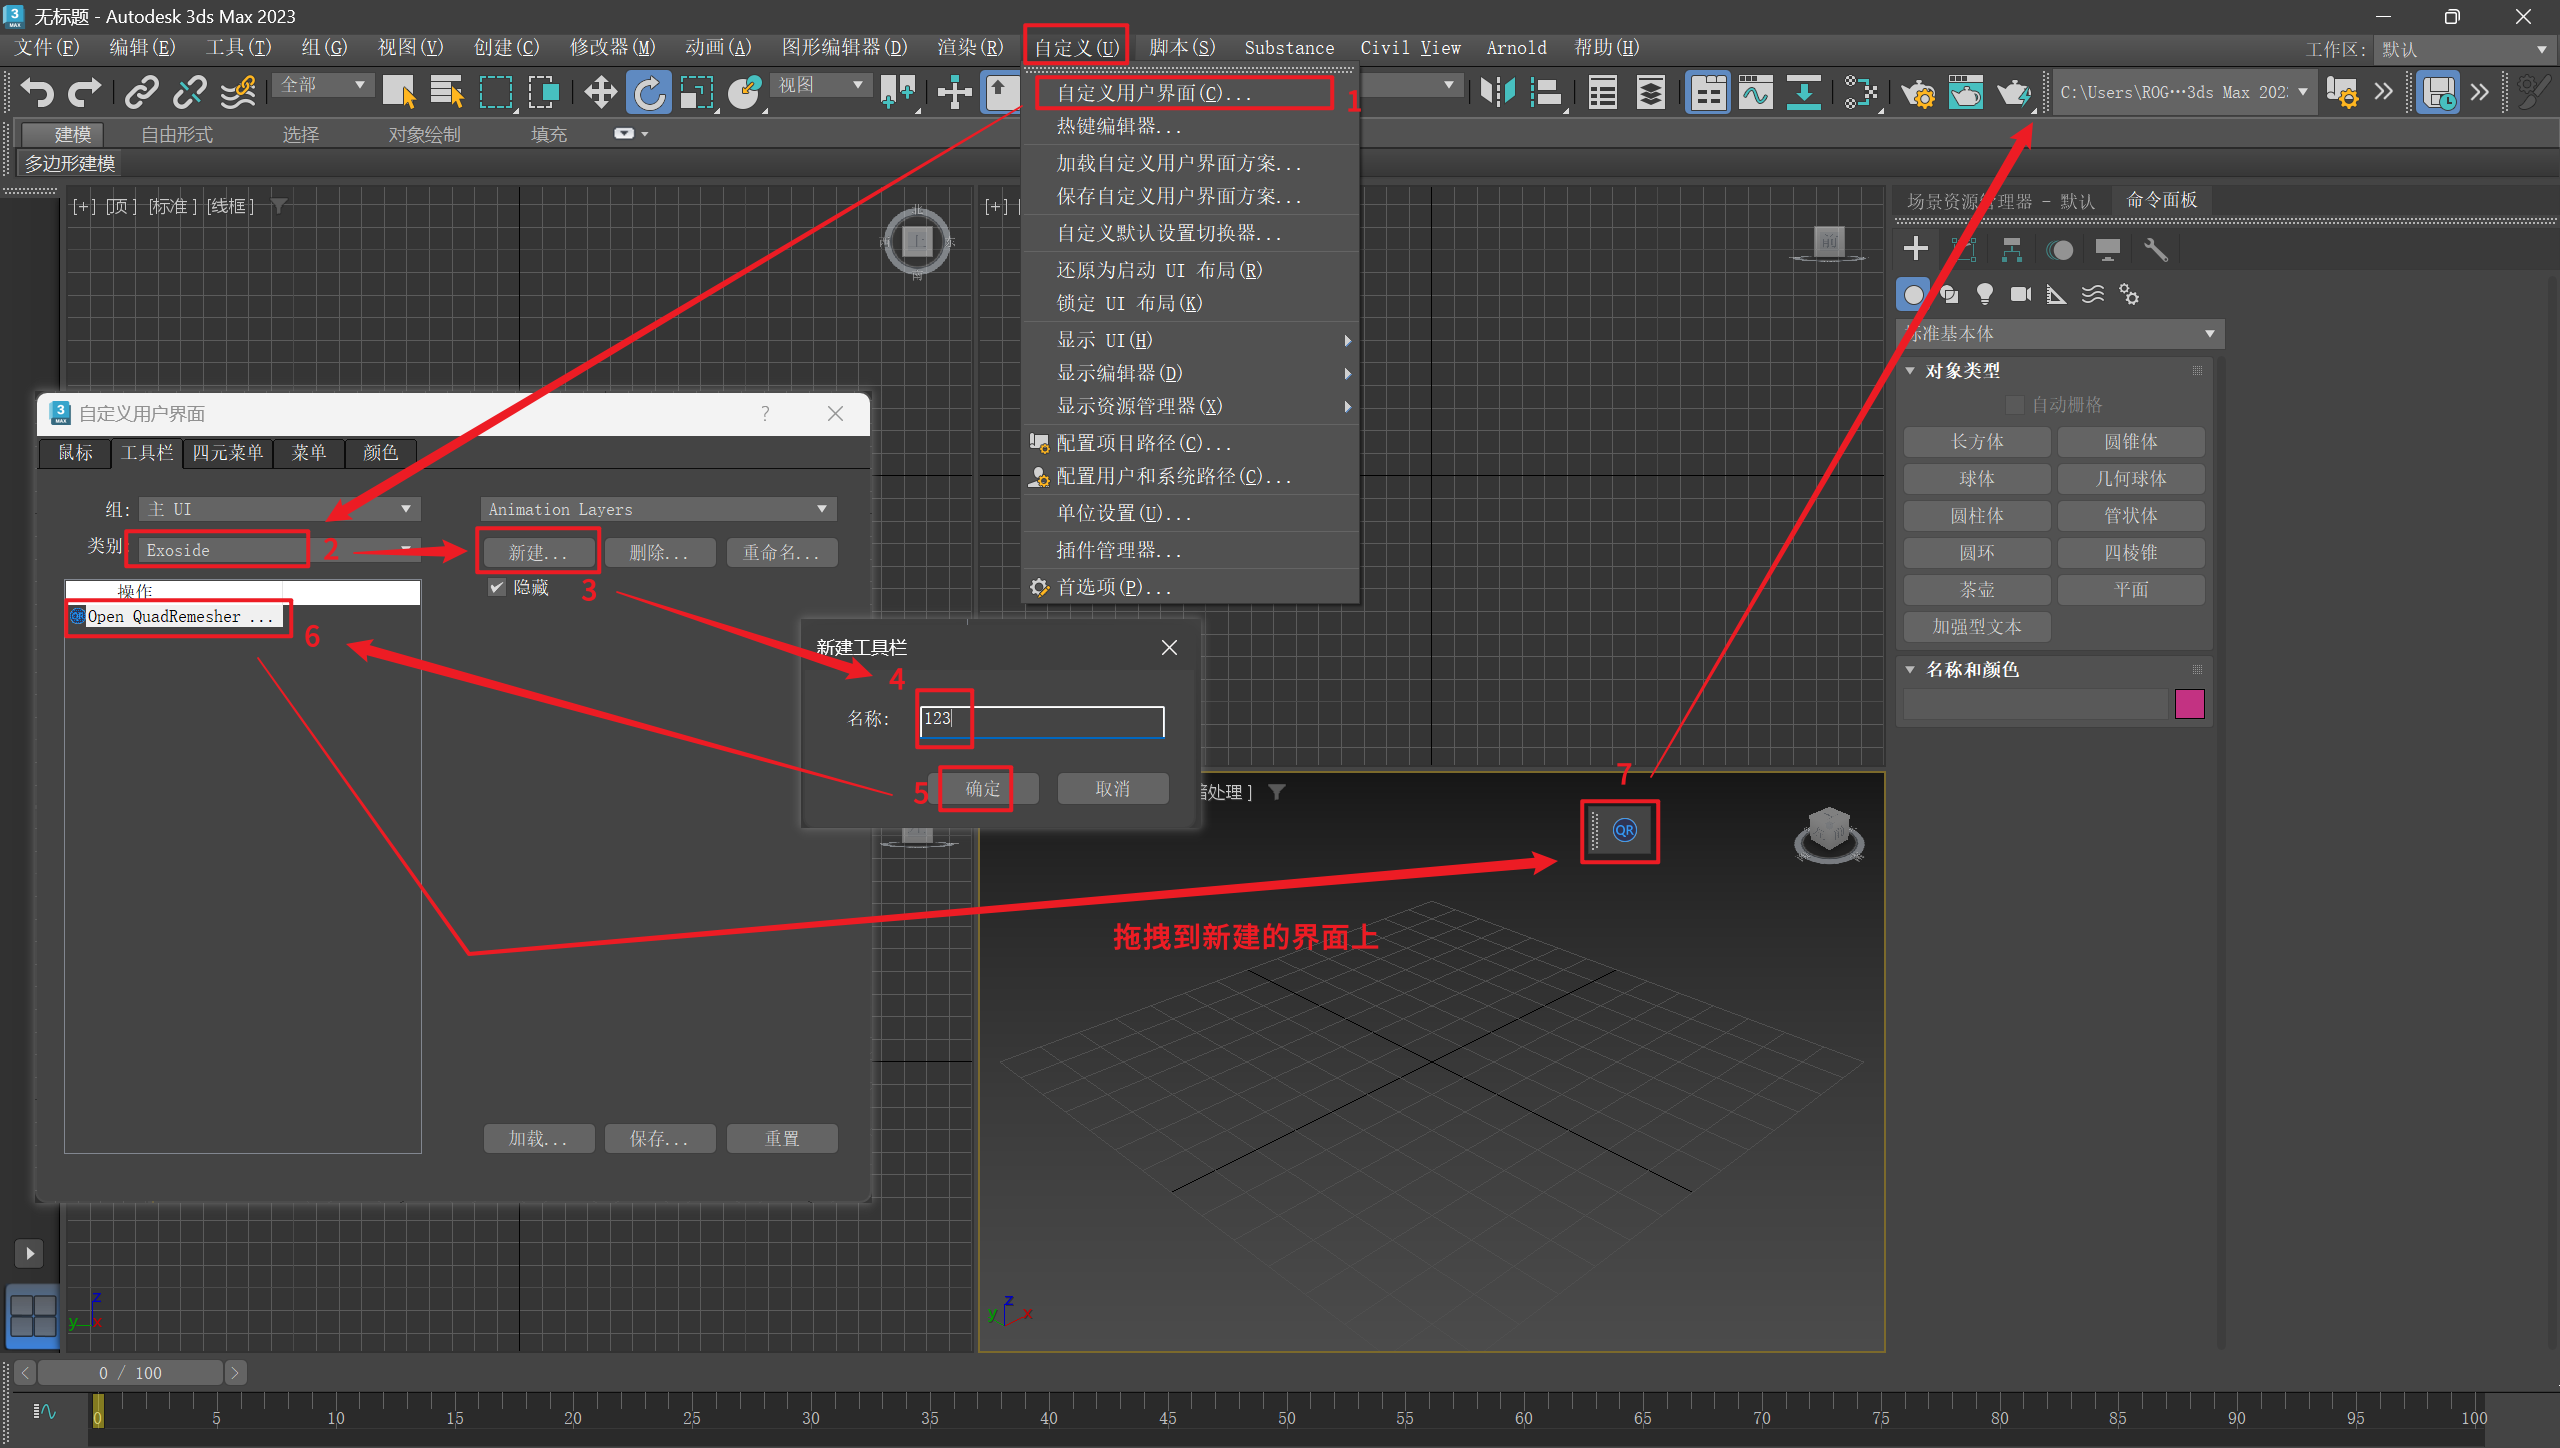 无标题 - Autodesk 3ds Max 2023
文件(F) 编辑(E) 工具(T) 组(G) 视图(V) 创建(C) 修改器(M) 动画(A) 图形编辑器(D) 渲染(R) 自定义(U) 脚本(S) Substance Civil View Arnold 帮助(H) 工作区: 默认
全部 视图 C:\Users\ROG···3ds Max 202
建模 自由形式 选择 对象绘制 填充
多边形建模
自定义用户界面(C)... 1
热键编辑器...
加载自定义用户界面方案...
保存自定义用户界面方案...
自定义默认设置切换器...
还原为启动 UI 布局(R)
锁定 UI 布局(K)
显示 UI(H)
显示编辑器(D)
显示资源管理器(X)
配置项目路径(C)...
配置用户和系统路径(C)...
单位设置(U)...
插件管理器...
首选项(P)...
[+] [顶] [标准] [线框]
北
西 上 东
南
[+] [
前
自定义用户界面 ?
鼠标 工具栏 四元菜单 菜单 颜色
组: 主 UI Animation Layers
类别 Exoside 2 新建... 删除... 重命名...
隐藏 3
操作
QR Open QuadRemesher ... 6
加载... 保存... 重置
新建工具栏
4
名称: 123
5 确定 取消
处理 ]
7
QR
拖拽到新建的界面上
场景资源管理器 - 默认 命令面板
标准基本体
对象类型
自动栅格
长方体 圆锥体
球体 几何球体
圆柱体 管状体
圆环 四棱锥
茶壶 平面
加强型文本
名称和颜色
z
y x
z
y x
0 / 100
0 5 10 15 20 25 30 35 40 45 50 55 60 65 70 75 80 85 90 95 100